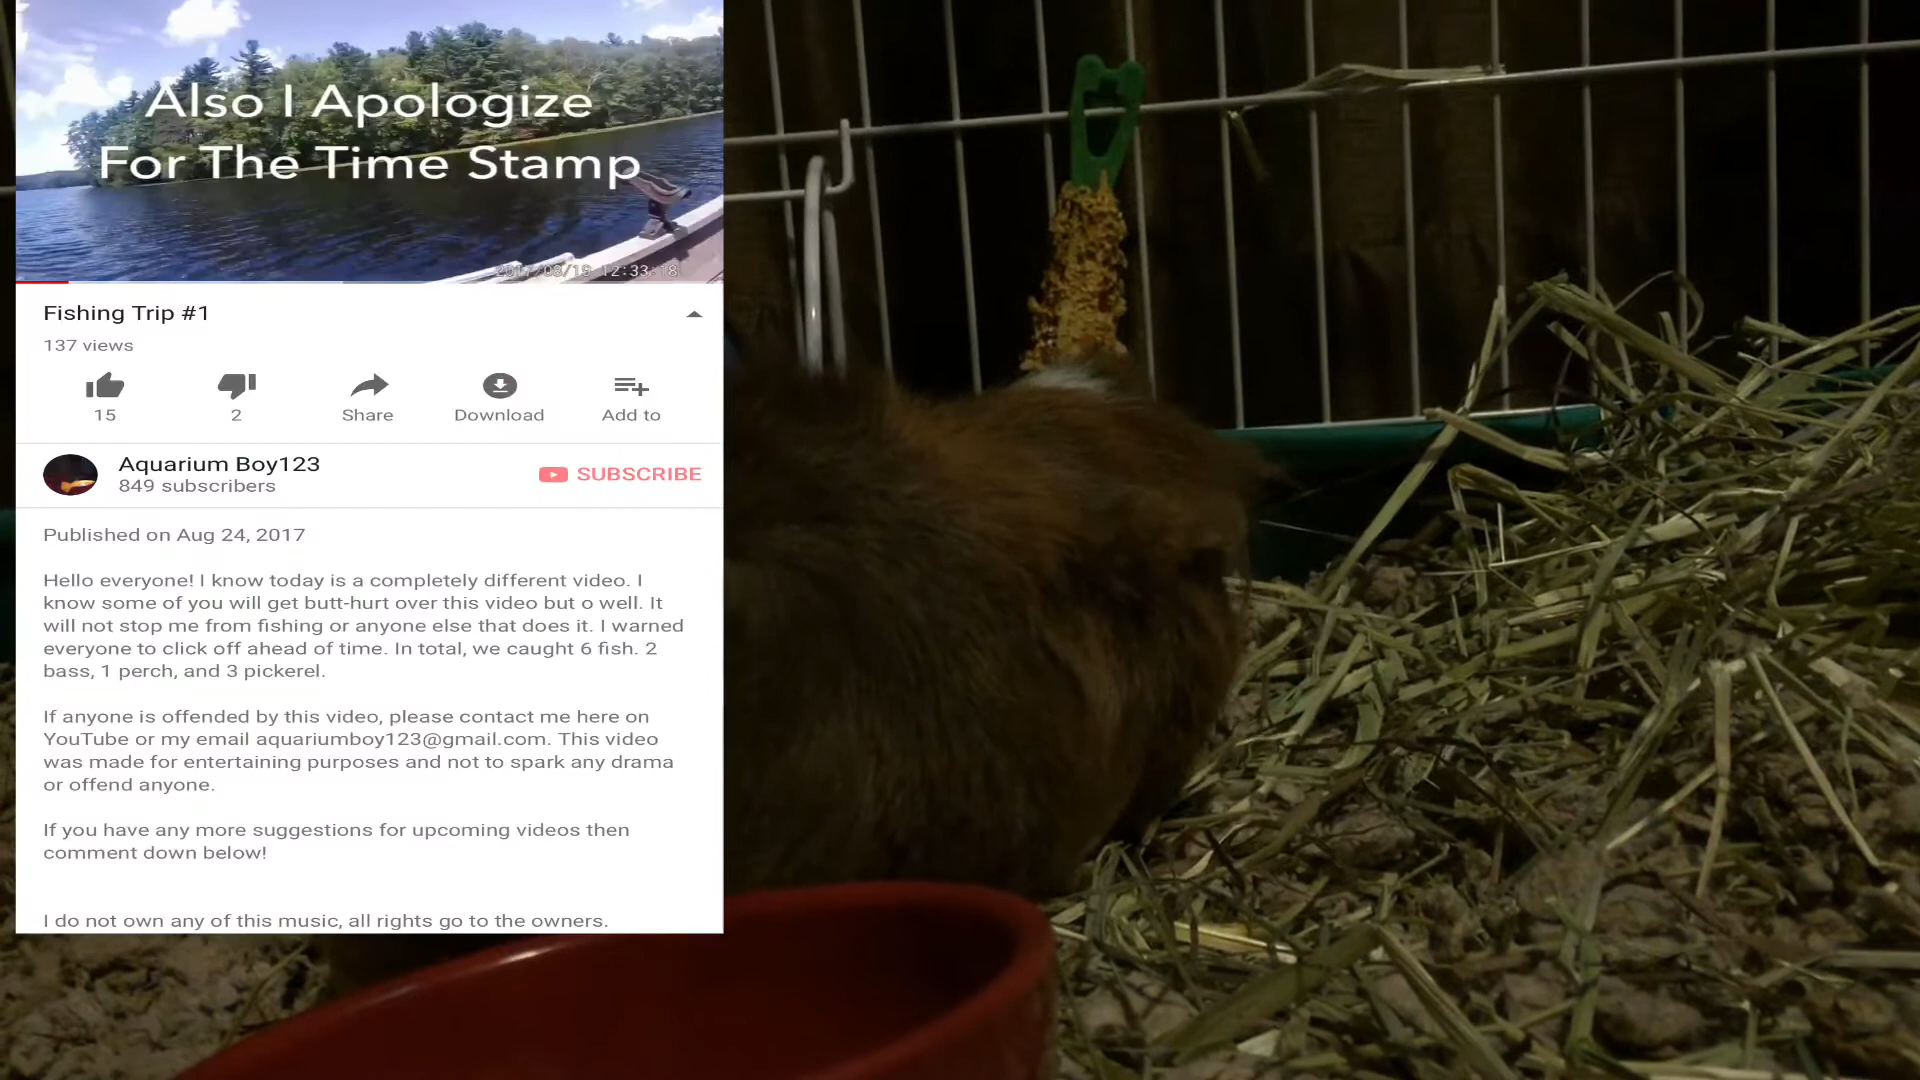 Also I Apologize
For The Time Stamp
2017/08/19 12:33:18
Fishing Trip #1
137 views
15
2
Share
Download
Add to
Aquarium Boy123
849 subscribers
SUBSCRIBE
Published on Aug 24, 2017
Hello everyone! I know today is a completely different video. I
know some of you will get butt-hurt over this video but o well. It
will not stop me from fishing or anyone else that does it. I warned
everyone to click off ahead of time. In total, we caught 6 fish. 2
bass, 1 perch, and 3 pickerel.
If anyone is offended by this video, please contact me here on
YouTube or my email aquariumboy123@gmail.com. This video
was made for entertaining purposes and not to spark any drama
or offend anyone.
If you have any more suggestions for upcoming videos then
comment down below!
I do not own any of this music, all rights go to the owners.